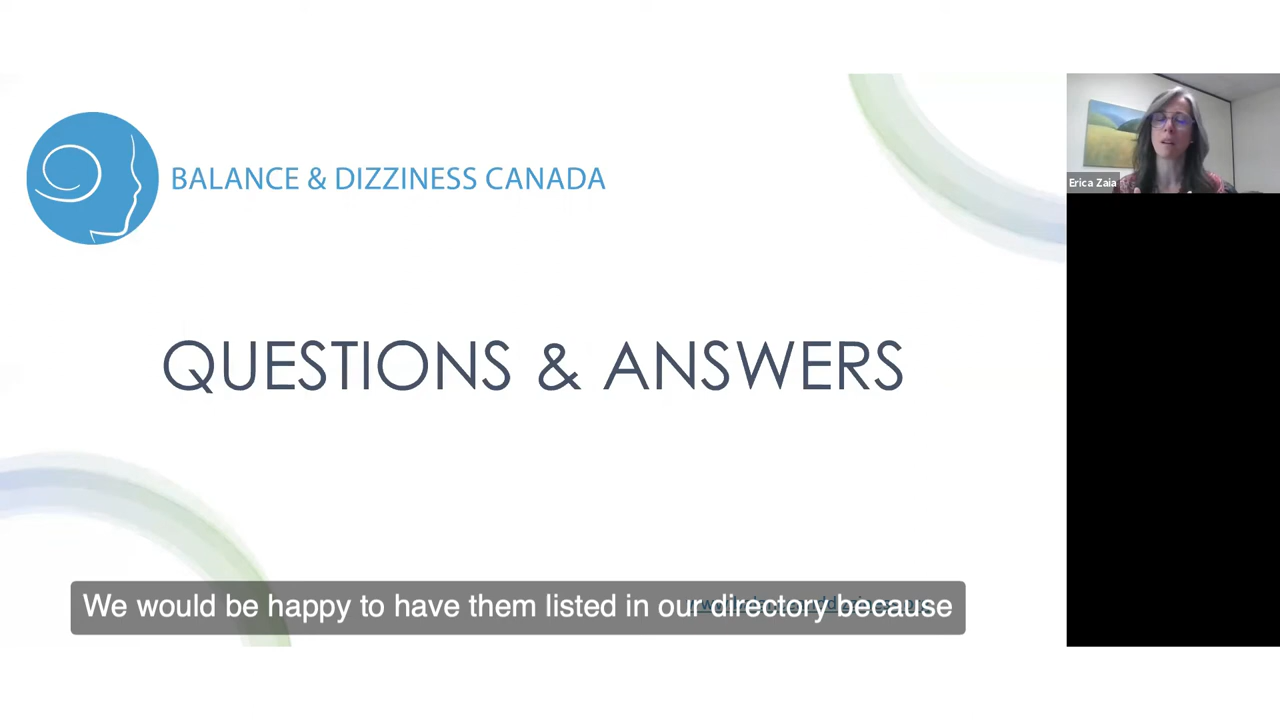 BALANCE & DIZZINESS CANADA
Erica Zaia
QUESTIONS & ANSWERS
We would be happy to have them listed in our directory because